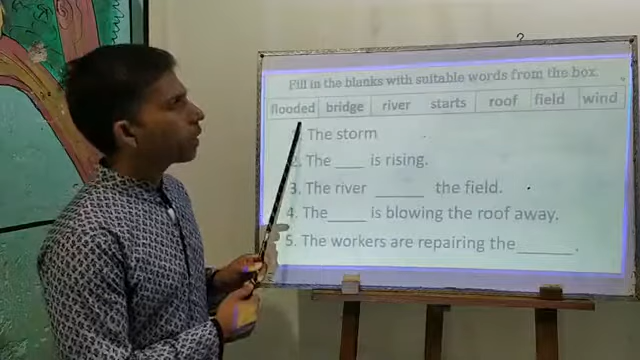 Fill in the blanks with suitable words from the box.
flooded bridge river starts roof field wind
1. The storm
2. The ____ is rising.
3. The river ______ the field.
4. The_____ is blowing the roof away.
5. The workers are repairing the_______.